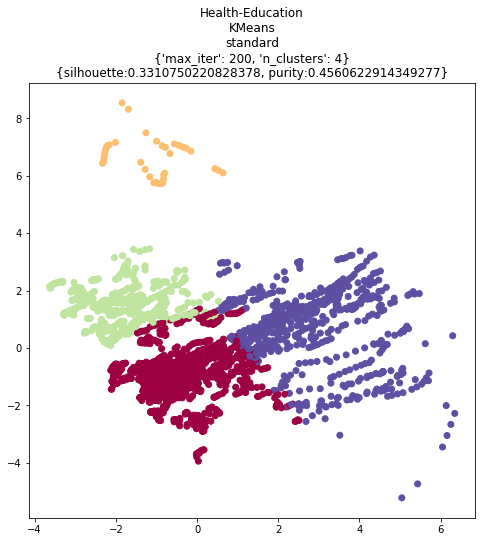 Health-Education
KMeans
standard
{'max_iter': 200, 'n_clusters': 4}
{silhouette:0.3310750220828378, purity:0.4560622914349277}
8
6
4
2
0
−2
−4
−4
−2
0
2
4
6